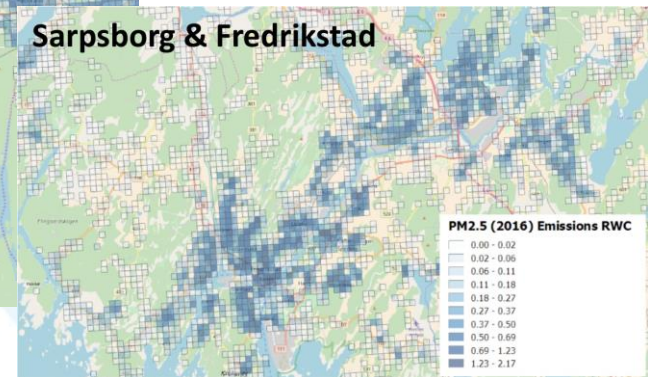 Sarpsborg & Fredrikstad
PM2.5 (2016) Emissions RWC
0.00 - 0.02
0.02 - 0.06
0.06 - 0.11
0.11 - 0.18
0.18 - 0.27
0.27 - 0.37
0.37 - 0.50
0.50 - 0.69
0.69 - 1.23
1.23 - 2.17